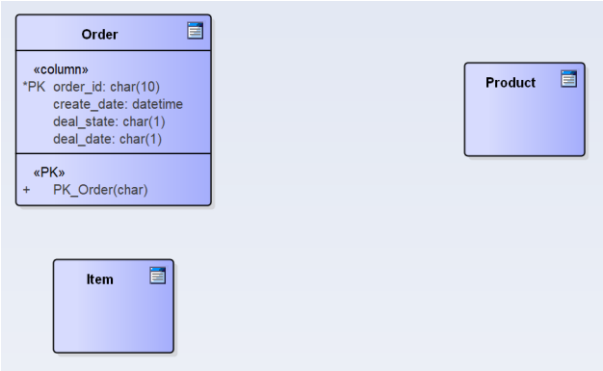 Order
«column»
*PK order_id: char(10)
create_date: datetime
deal_state: char(1)
deal_date: char(1)
«PK»
+ PK_Order(char)
Product
Item